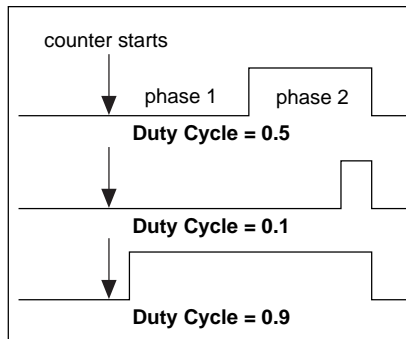 counter starts
phase 1
phase 2
Duty Cycle = 0.5
Duty Cycle = 0.1
Duty Cycle = 0.9